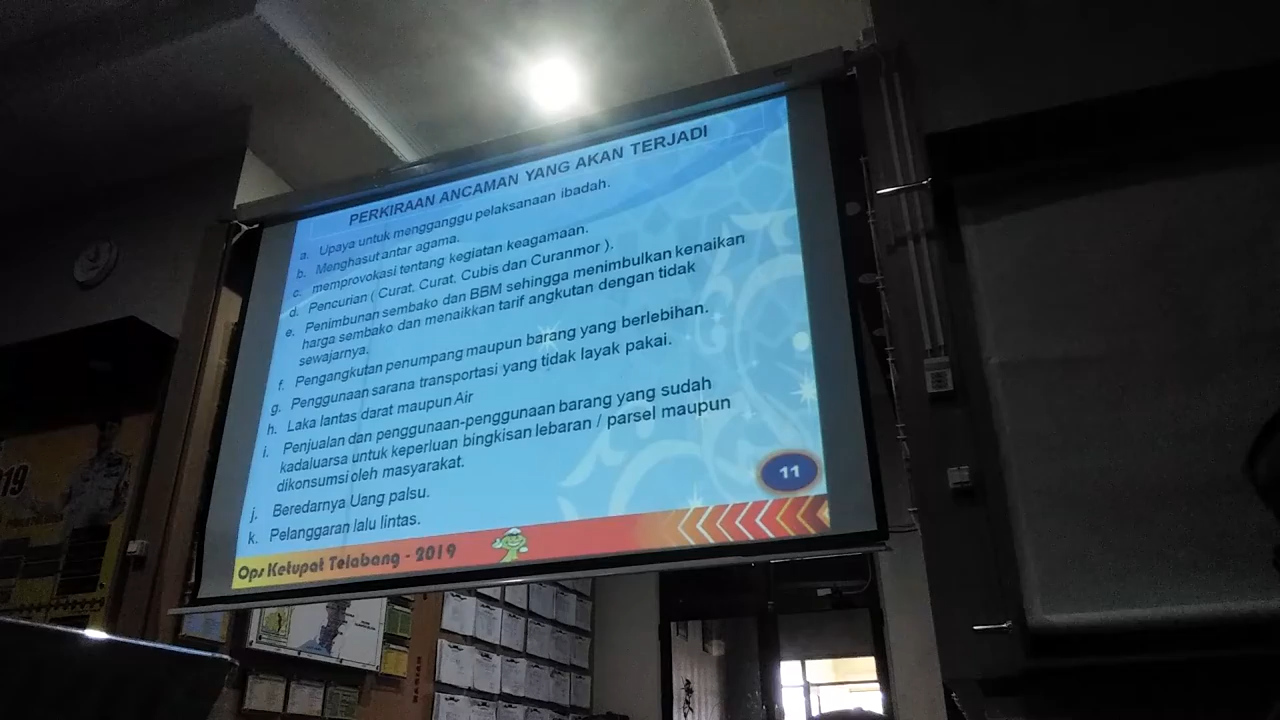 PERKIRAAN ANCAMAN YANG AKAN TERJADI
a. Upaya untuk mengganggu pelaksanaan ibadah.
b. Menghasut antar agama.
c. memprovokasi tentang kegiatan keagamaan.
d. Pencurian ( Curat, Curat, Cubis dan Curanmor ).
e. Penimbunan sembako dan BBM sehingga menimbulkan kenaikan
harga sembako dan menaikkan tarif angkutan dengan tidak
sewajarnya.
f. Pengangkutan penumpang maupun barang yang berlebihan.
g. Penggunaan sarana transportasi yang tidak layak pakai.
h. Laka lantas darat maupun Air
i. Penjualan dan penggunaan-penggunaan barang yang sudah
kadaluarsa untuk keperluan bingkisan lebaran / parsel maupun
dikonsumsi oleh masyarakat.
j. Beredarnya Uang palsu.
k. Pelanggaran lalu lintas.
11
Ops Ketupat Telabang - 2019
19